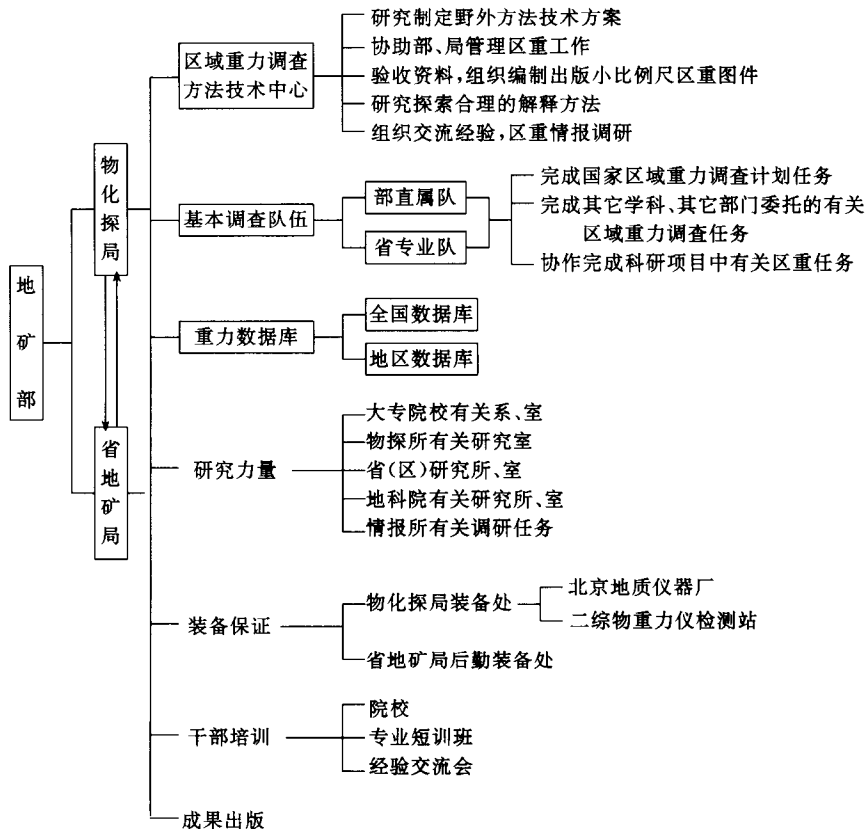 地矿部
物化探局
省地矿局
区域重力调查
方法技术中心
研究制定野外方法技术方案
协助部、局管理区重工作
验收资料,组织编制出版小比例尺区重图件
研究探索合理的解释方法
组织交流经验,区重情报调研
基本调查队伍
部直属队
省专业队
完成国家区域重力调查计划任务
完成其它学科、其它部门委托的有关
区域重力调查任务
协作完成科研项目中有关区重任务
重力数据库
全国数据库
地区数据库
研究力量
大专院校有关系、室
物探所有关研究室
省(区)研究所、室
地科院有关研究所、室
情报所有关调研任务
装备保证
物化探局装备处
北京地质仪器厂
二综物重力仪检测站
省地矿局后勤装备处
干部培训
院校
专业短训班
经验交流会
成果出版